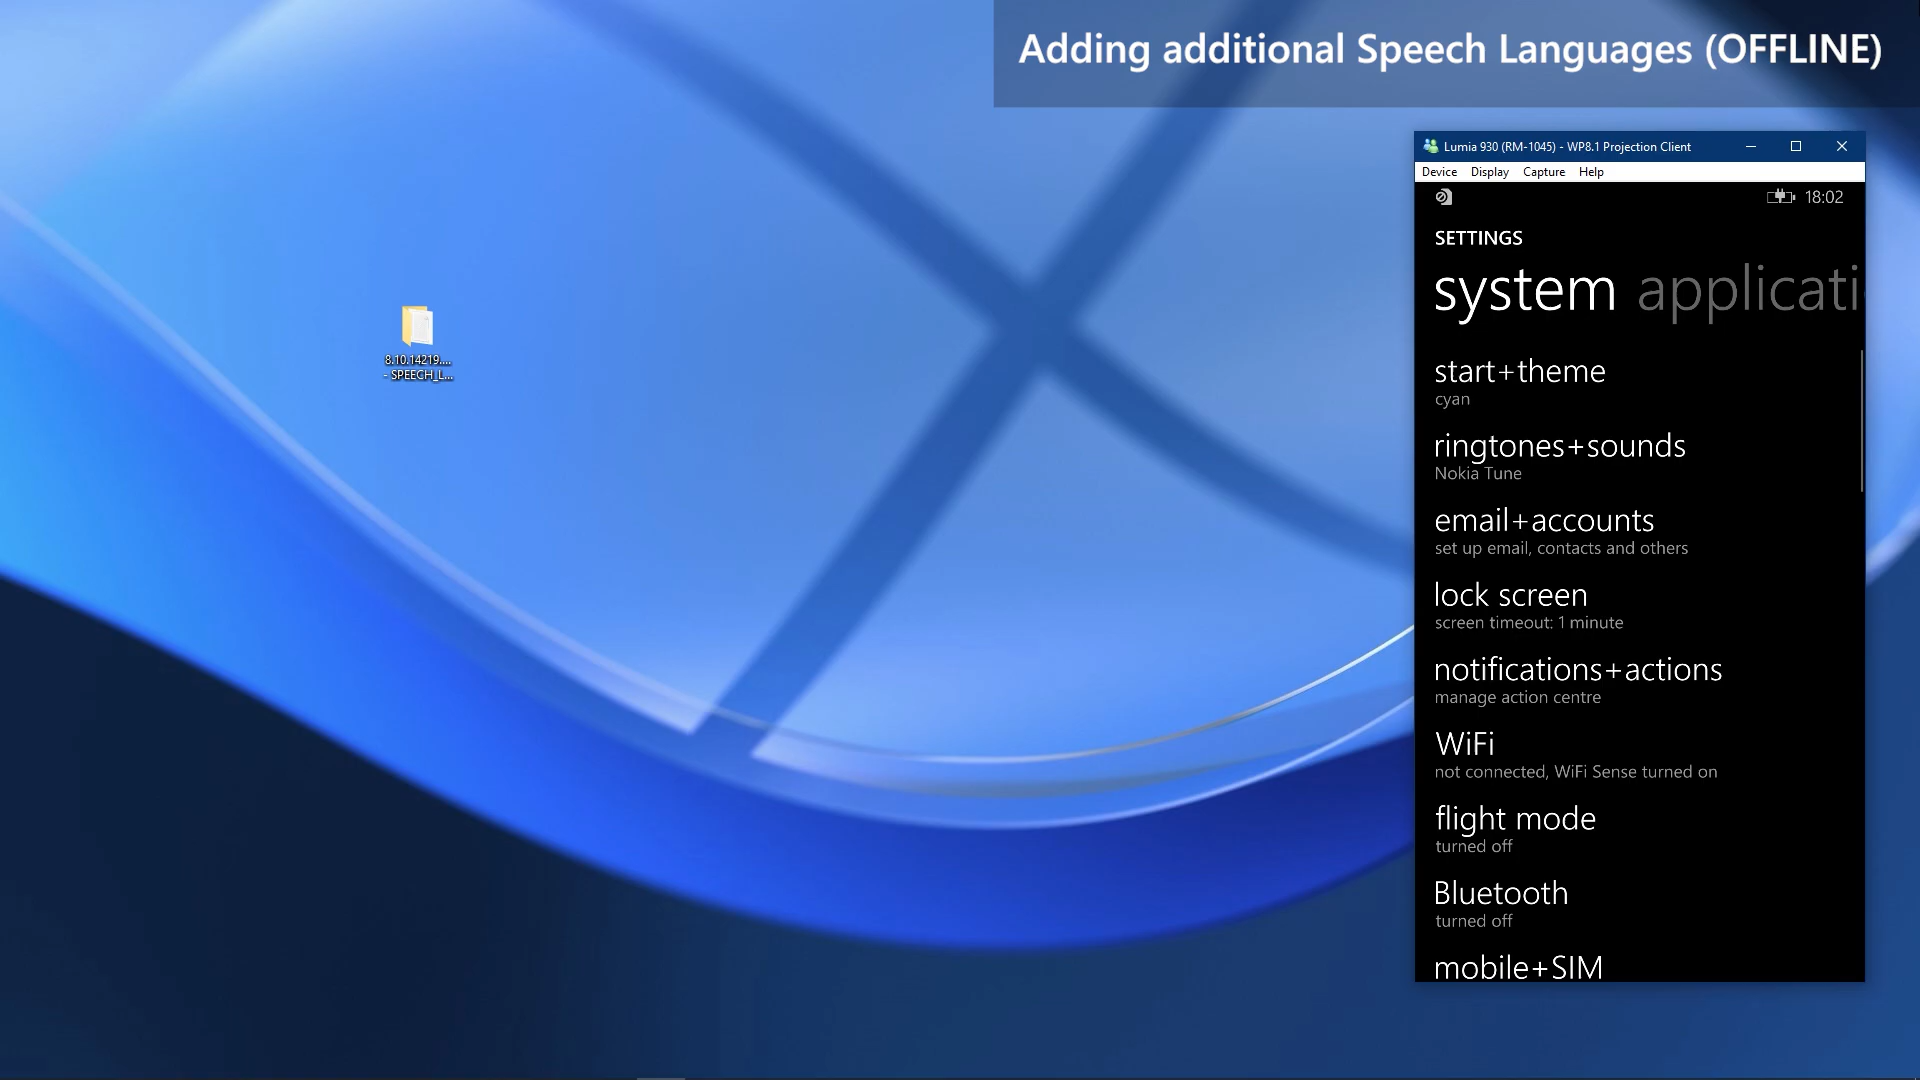 Adding additional Speech Languages (OFFLINE)
8.10.14219....
- SPEECH_L...
Lumia 930 (RM-1045) - WP8.1 Projection Client
Device Display Capture Help
18:02
SETTINGS
system applicati
start+theme
cyan
ringtones+sounds
Nokia Tune
email+accounts
set up email, contacts and others
lock screen
screen timeout: 1 minute
notifications+actions
manage action centre
WiFi
not connected, WiFi Sense turned on
flight mode
turned off
Bluetooth
turned off
mobile+SIM